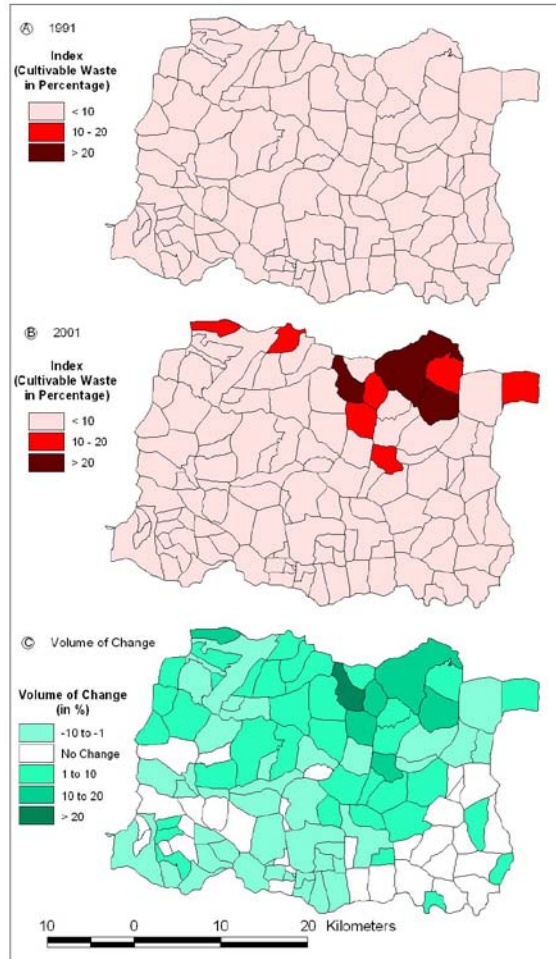 A 1991
Index
(Cultivable Waste
in Percentage)
< 10
10 - 20
> 20
B 2001
Index
(Cultivable Waste
in Percentage)
< 10
10 - 20
> 20
C Volume of Change
Volume of Change
(in %)
-10 to -1
No Change
1 to 10
10 to 20
> 20
10 0 10 20 Kilometers